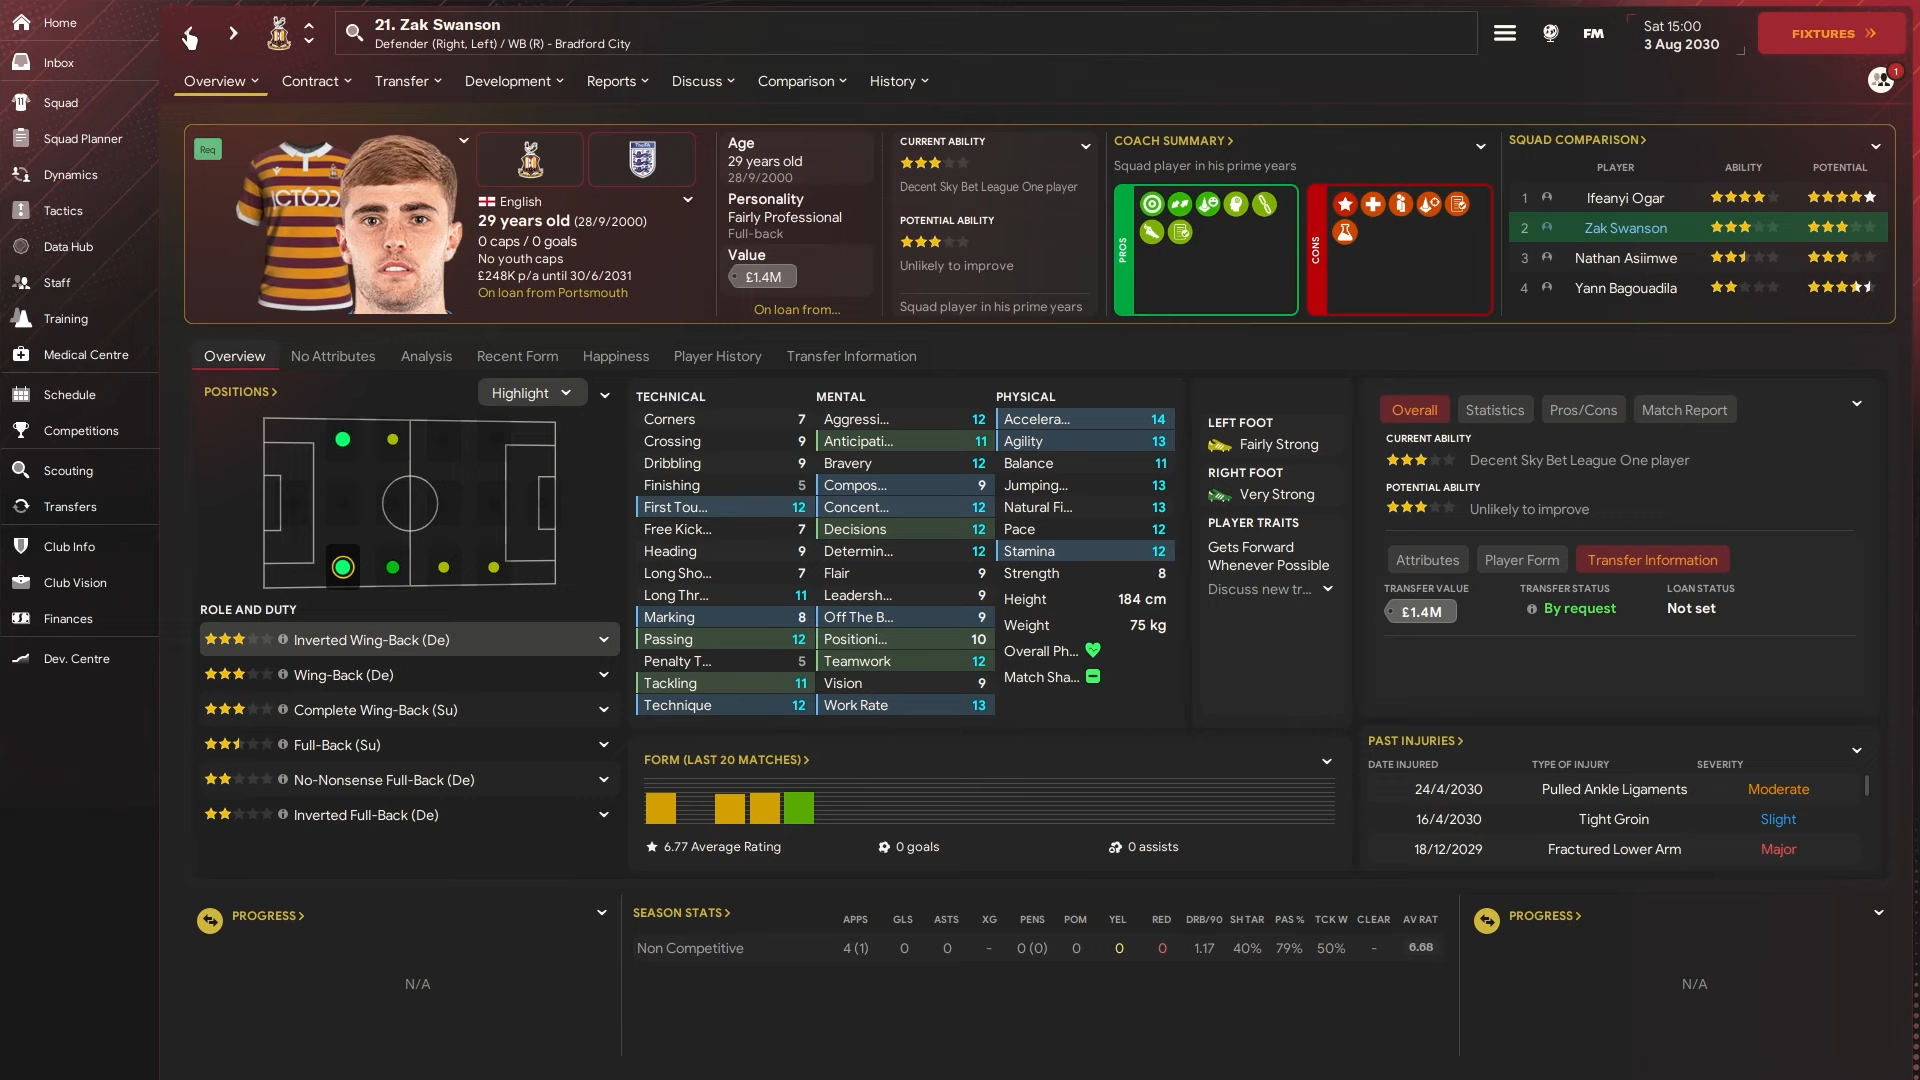 Home
Inbox
Squad
Squad Planner
Dynamics
Tactics
Data Hub
Staff
Training
Medical Centre
Schedule
Competitions
Scouting
Transfers
Club Info
Club Vision
Finances
Dev. Centre
21. Zak Swanson
Defender (Right, Left) / WB (R) - Bradford City
FM
Sat 15:00
3 Aug 2030
FIXTURES
1
Overview
Contract
Transfer
Development
Reports
Discuss
Comparison
History
Req
English
29 years old (28/9/2000)
0 caps / 0 goals
No youth caps
£248K p/a until 30/6/2031
On loan from Portsmouth
Age
29 years old
28/9/2000
Personality
Fairly Professional
Full-back
Value
£1.4M
On loan from...
CURRENT ABILITY
Decent Sky Bet League One player
POTENTIAL ABILITY
Unlikely to improve
Squad player in his prime years
COACH SUMMARY
Squad player in his prime years
PROS
CONS
SQUAD COMPARISON
PLAYER ABILITY POTENTIAL
1 Ifeanyi Ogar
2 Zak Swanson
3 Nathan Asiimwe
4 Yann Bagouadila
Overview No Attributes Analysis Recent Form Happiness Player History Transfer Information
POSITIONS
Highlight
ROLE AND DUTY
Inverted Wing-Back (De)
Wing-Back (De)
Complete Wing-Back (Su)
Full-Back (Su)
No-Nonsense Full-Back (De)
Inverted Full-Back (De)
TECHNICAL
Corners 7
Crossing 9
Dribbling 9
Finishing 5
First Tou... 12
Free Kick... 7
Heading 9
Long Sho... 7
Long Thr... 11
Marking 8
Passing 12
Penalty T... 5
Tackling 11
Technique 12
MENTAL
Aggressi... 12
Anticipati... 11
Bravery 12
Compos... 9
Concent... 12
Decisions 12
Determin... 12
Flair 9
Leadersh... 9
Off The B... 9
Positioni... 10
Teamwork 12
Vision 9
Work Rate 13
PHYSICAL
Accelera... 14
Agility 13
Balance 11
Jumping... 13
Natural Fi... 13
Pace 12
Stamina 12
Strength 8
Height 184 cm
Weight 75 kg
Overall Ph...
Match Sha...
LEFT FOOT
Fairly Strong
RIGHT FOOT
Very Strong
PLAYER TRAITS
Gets Forward
Whenever Possible
Discuss new tr...
Overall Statistics Pros/Cons Match Report
CURRENT ABILITY
Decent Sky Bet League One player
POTENTIAL ABILITY
Unlikely to improve
Attributes Player Form Transfer Information
TRANSFER VALUE TRANSFER STATUS LOAN STATUS
£1.4M By request Not set
FORM (LAST 20 MATCHES)
6.77 Average Rating 0 goals 0 assists
PAST INJURIES
DATE INJURED TYPE OF INJURY SEVERITY
24/4/2030 Pulled Ankle Ligaments Moderate
16/4/2030 Tight Groin Slight
18/12/2029 Fractured Lower Arm Major
PROGRESS
N/A
SEASON STATS
APPS GLS ASTS XG PENS POM YEL RED DRB/90 SH TAR PAS % TCK W CLEAR AV RAT
Non Competitive 4 (1) 0 0 - 0 (0) 0 0 0 1.17 40% 79% 50% - 6.68
PROGRESS
N/A